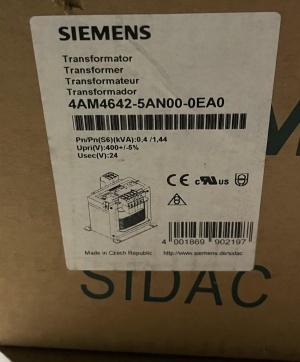 SIEMENS
Transformator
Transformer
Transformateur
Transformador
4AM4642-5AN00-0EA0
Pn/Pn(S6)(kVA):0,4 /1,44
Upri(V):400+/-5%
Usec(V):24
CE c UL US
4 001869 902197
Made in Czech Republic http://www.siemens.de/sidac
SIDAC